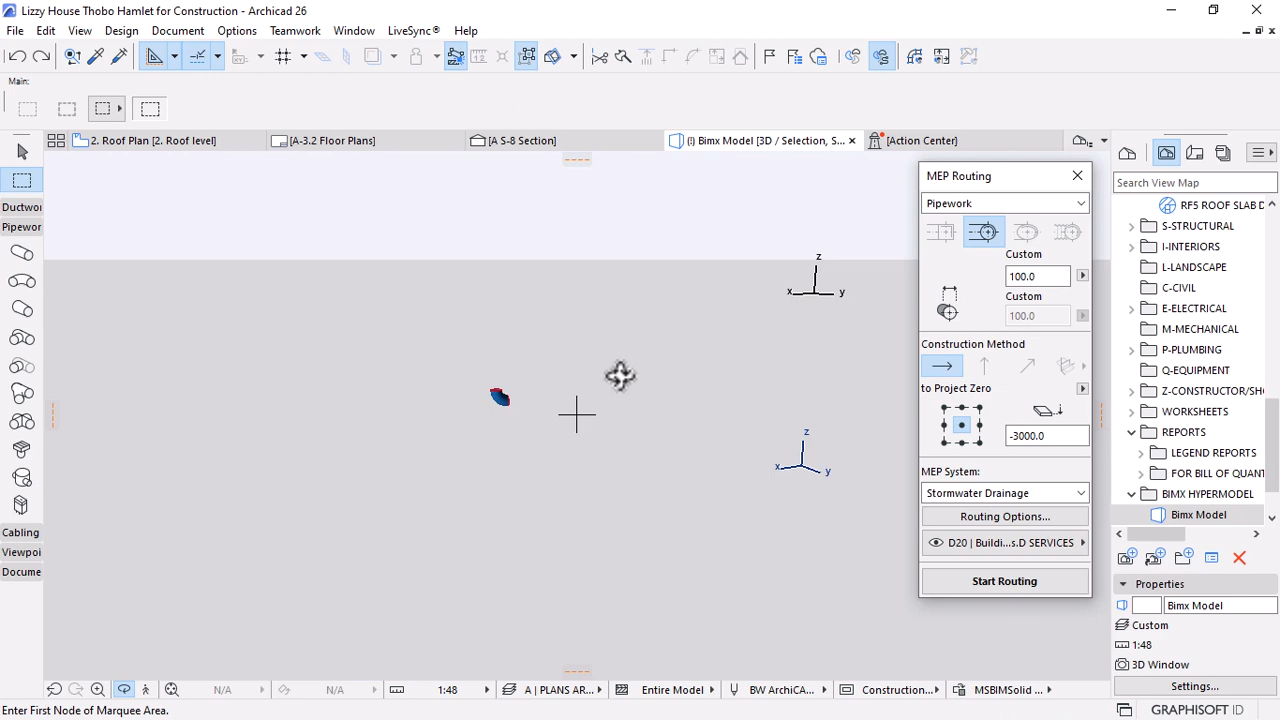 Lizzy House Thobo Hamlet for Construction - Archicad 26
File Edit View Design Document Options Teamwork Window LiveSync® Help
Main:
2. Roof Plan [2. Roof level]
[A-3.2 Floor Plans]
[A S-8 Section]
(!) Bimx Model [3D / Selection, S...
[Action Center]
Ductwo
Pipewor
Cabling
Viewpoi
Docume
z
x
y
z
x
y
MEP Routing
Pipework
Custom
100.0
Custom
100.0
Construction Method
to Project Zero
-3000.0
MEP System:
Stormwater Drainage
Routing Options...
D20 | Buildi...s.D SERVICES
Start Routing
Search View Map
RF5 ROOF SLAB D
S-STRUCTURAL
I-INTERIORS
L-LANDSCAPE
C-CIVIL
E-ELECTRICAL
M-MECHANICAL
P-PLUMBING
Q-EQUIPMENT
Z-CONSTRUCTOR/SH
WORKSHEETS
REPORTS
LEGEND REPORTS
FOR BILL OF QUANT
BIMX HYPERMODEL
Bimx Model
Properties
Bimx Model
Custom
1:48
3D Window
Settings...
N/A
N/A
1:48
A | PLANS AR...
Entire Model
BW ArchiCA...
Construction...
MSBIMSolid ...
Enter First Node of Marquee Area.
GRAPHISOFT ID